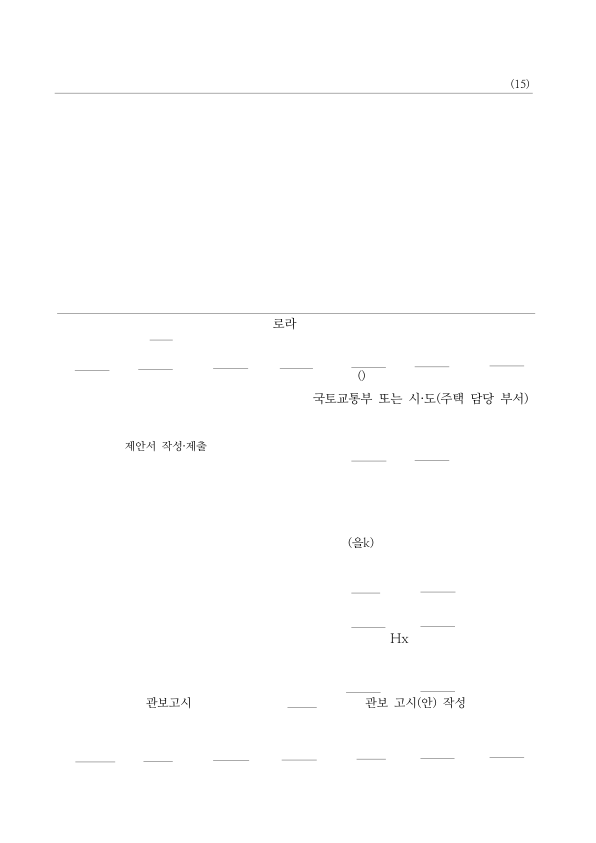 (15)
로라
()
국토교통부 또는 시·도(주택 담당 부서)
제안서 작성·제출
(을k)
Hx
관보고시 관보 고시(안) 작성